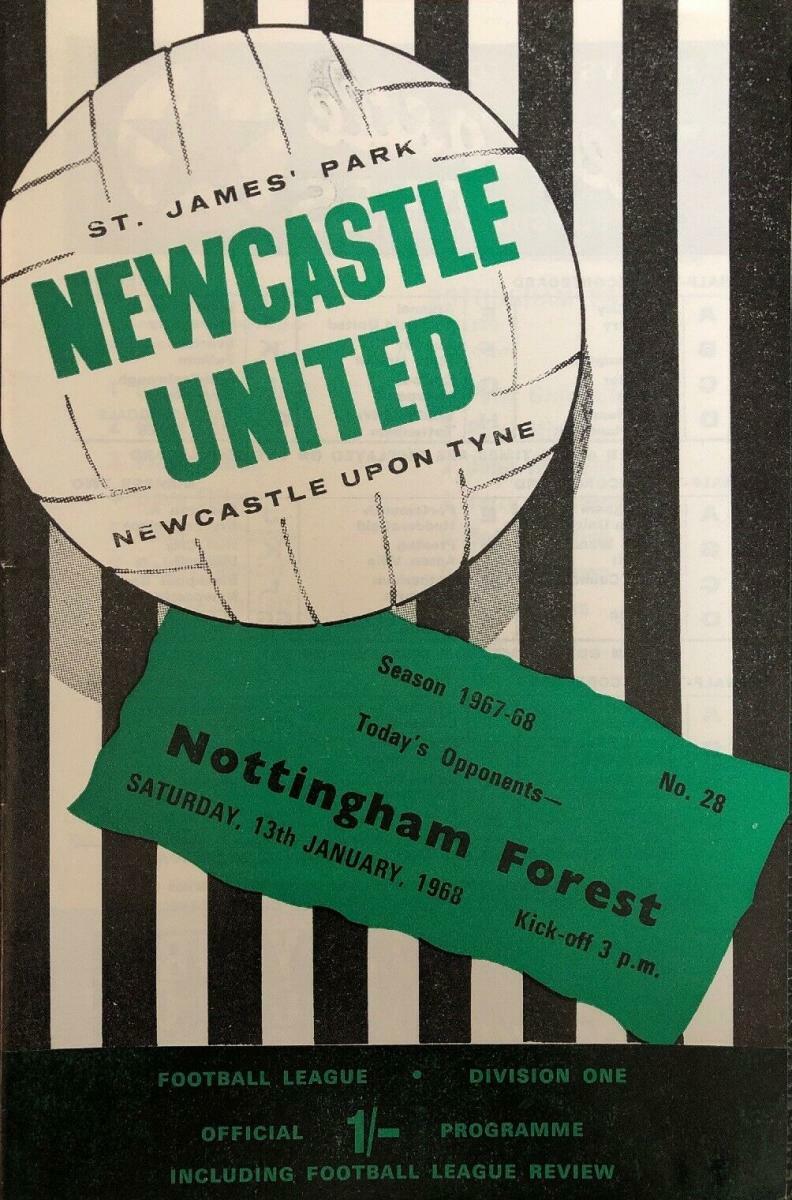 ST. JAMES' PARK
NEWCASTLE
UNITED
NEWCASTLE UPON TYNE
Season 1967-68
No. 28
Today's Opponents—
Nottingham Forest
SATURDAY, 13th JANUARY, 1968
Kick-off 3 p.m.
FOOTBALL LEAGUE • DIVISION ONE
OFFICIAL 1/- PROGRAMME
INCLUDING FOOTBALL LEAGUE REVIEW